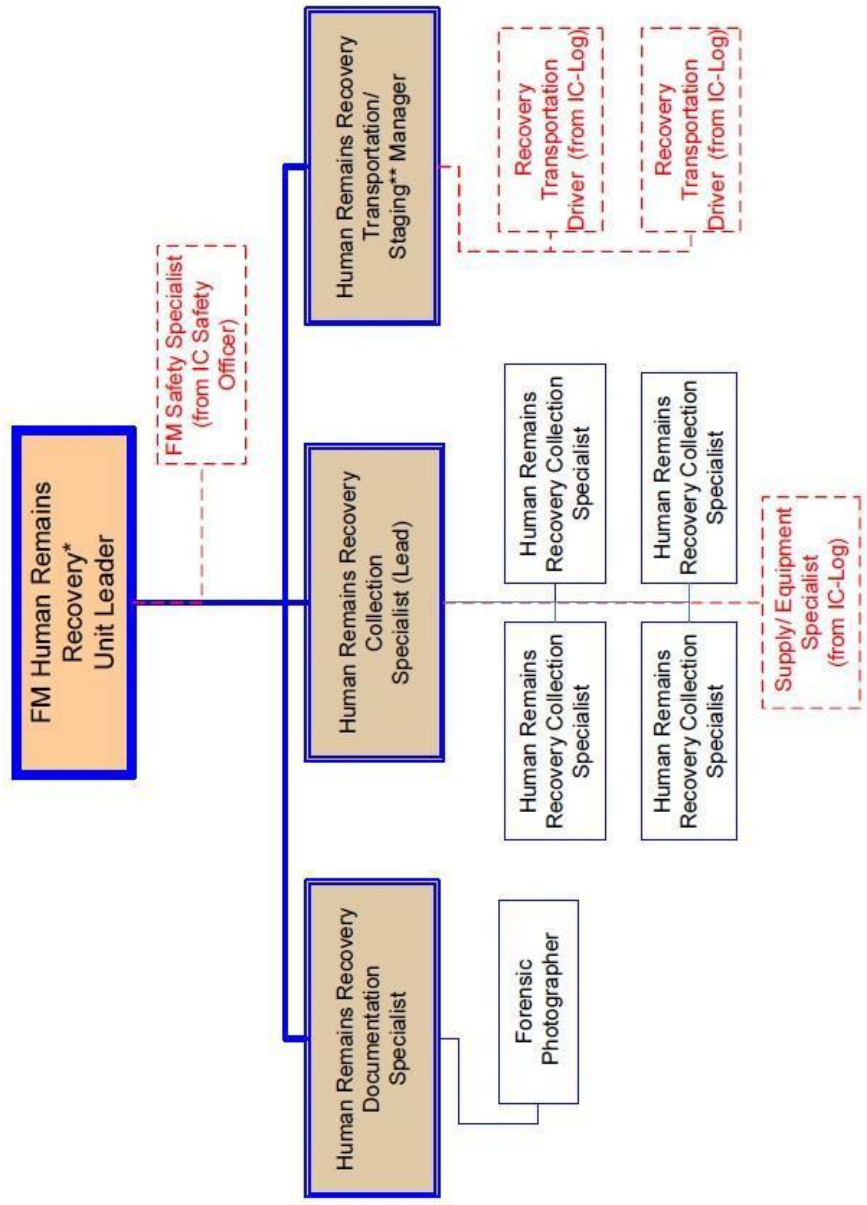 FM Human Remains
Recovery*
Unit Leader
FM Safety Specialist
(from IC Safety
Officer)
Human Remains Recovery
Documentation
Specialist
Human Remains Recovery
Collection
Specialist (Lead)
Human Remains Recovery
Transportation/
Staging** Manager
Forensic
Photographer
Human Remains
Recovery Collection
Specialist
Human Remains
Recovery Collection
Specialist
Recovery
Transportation
Driver (from IC-Log)
Human Remains
Recovery Collection
Specialist
Human Remains
Recovery Collection
Specialist
Recovery
Transportation
Driver (from IC-Log)
Supply/ Equipment
Specialist
(from IC-Log)